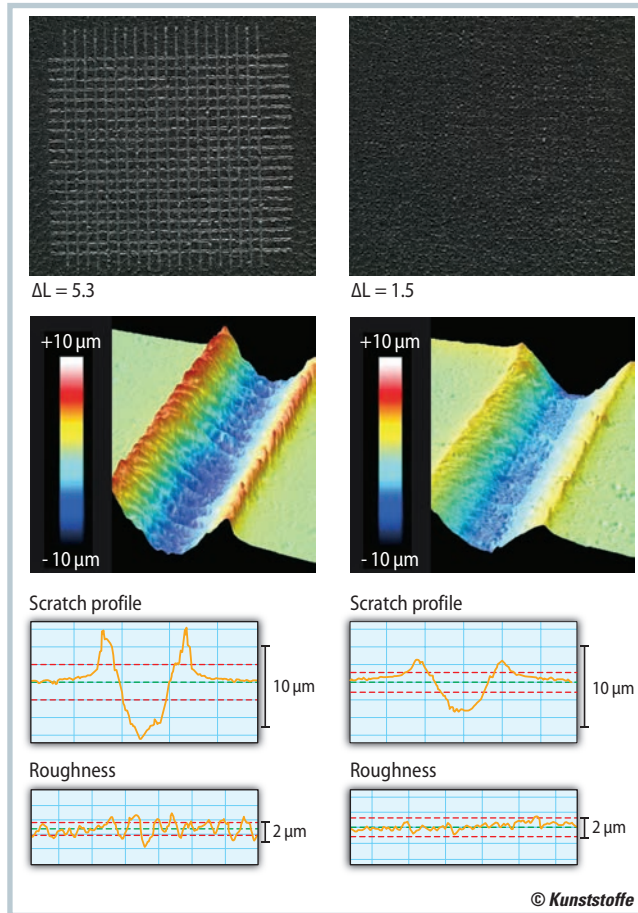 ΔL = 5.3
ΔL = 1.5
+10 µm
- 10 µm
+10 µm
- 10 µm
Scratch profile
10 µm
Scratch profile
10 µm
Roughness
2 µm
Roughness
2 µm
© Kunststoffe